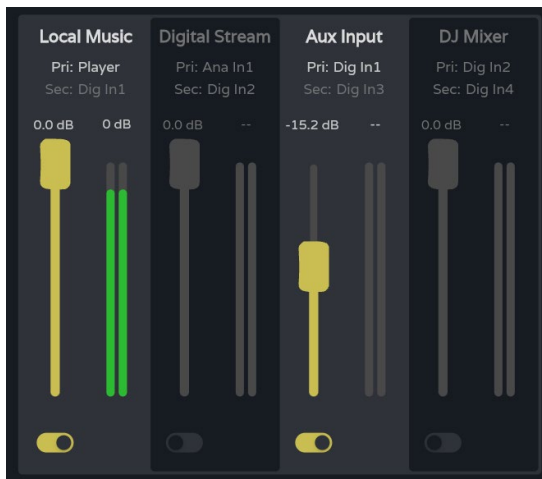 Local Music
Pri: Player
Sec: Dig In1
0.0 dB 0 dB
Digital Stream
Pri: Ana In1
Sec: Dig In2
0.0 dB --
Aux Input
Pri: Dig In1
Sec: Dig In3
-15.2 dB --
DJ Mixer
Pri: Dig In2
Sec: Dig In4
0.0 dB --